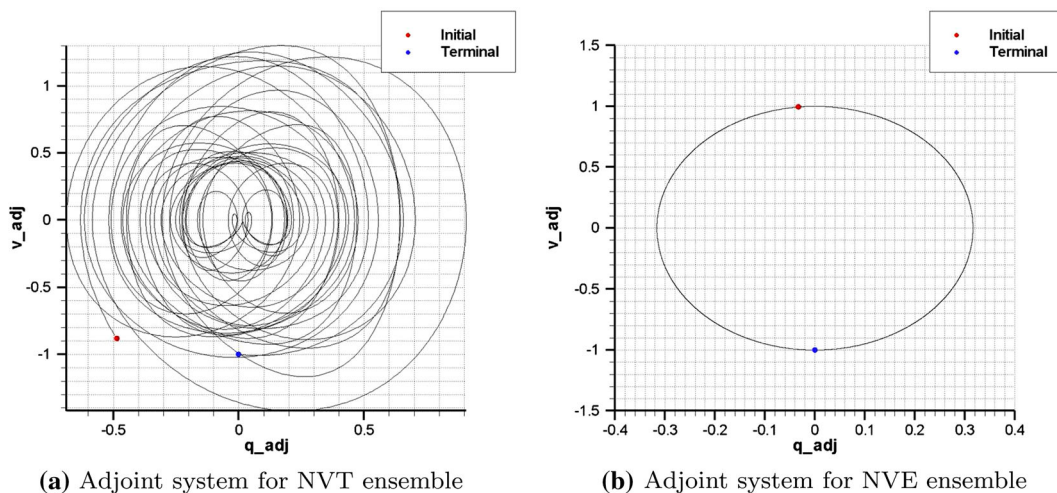 Initial
Terminal
1
0.5
0
-0.5
-1
v_adj
-0.5
0
0.5
q_adj
(a) Adjoint system for NVT ensemble
Initial
Terminal
1.5
1
0.5
0
-0.5
-1
-1.5
v_adj
-0.4
-0.3
-0.2
-0.1
0
0.1
0.2
0.3
0.4
q_adj
(b) Adjoint system for NVE ensemble